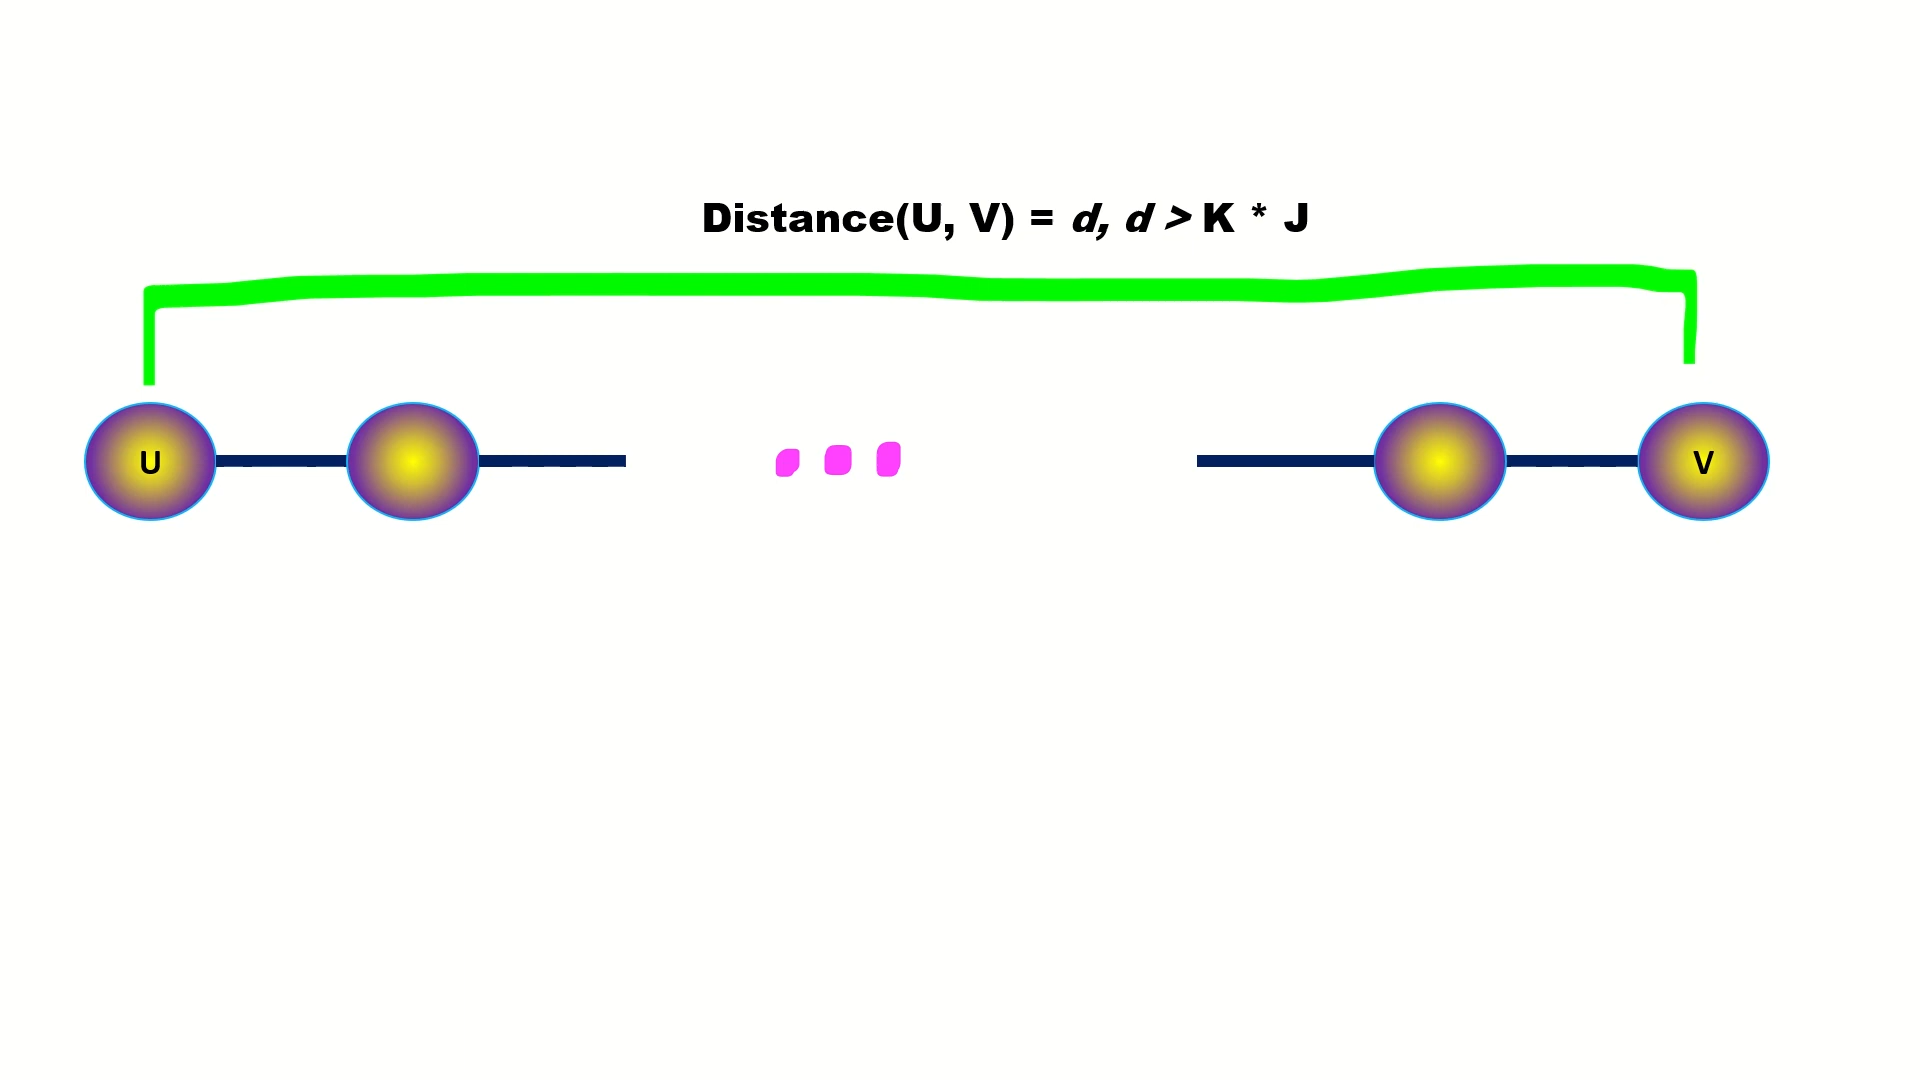 Distance(U, V) = d, d > K * J
U
V